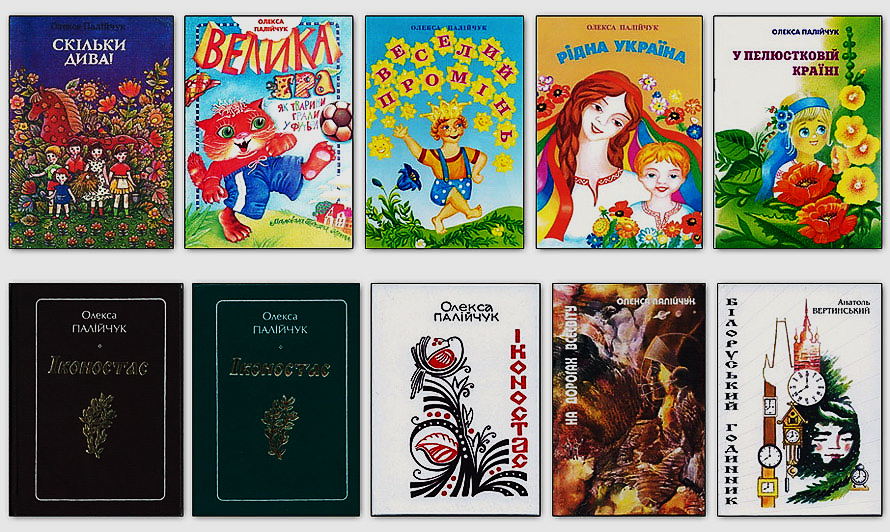 Олекса Палійчук
СКІЛЬКИ
ДИВА!
ОЛЕКСА
ПАЛІЙЧУК
ВЕЛИКА
ГРА
ЯК ТВАРИНИ
ГРАЛИ
У ФУТБОЛ
ОЛЕКСА ПАЛІЙЧУК
ВЕСЕЛИЙ
ПРОМІНЬ
ОЛЕКСА ПАЛІЙЧУК
РІДНА УКРАЇНА
ОЛЕКСА ПАЛІЙЧУК
У ПЕЛЮСТКОВІЙ
КРАЇНІ
Олекса
ПАЛІЙЧУК
Іконостас
Олекса
ПАЛІЙЧУК
Іконостас
Олекса
ПАЛІЙЧУК
ІКОНОСТАС
ОЛЕКСА ПАЛІЙЧУК
НА ДОРОГАХ ВСЕСВІТУ
Анатоль
ВЕРТИНСЬКИЙ
БІЛОРУСЬКИЙ ГОДИННИК